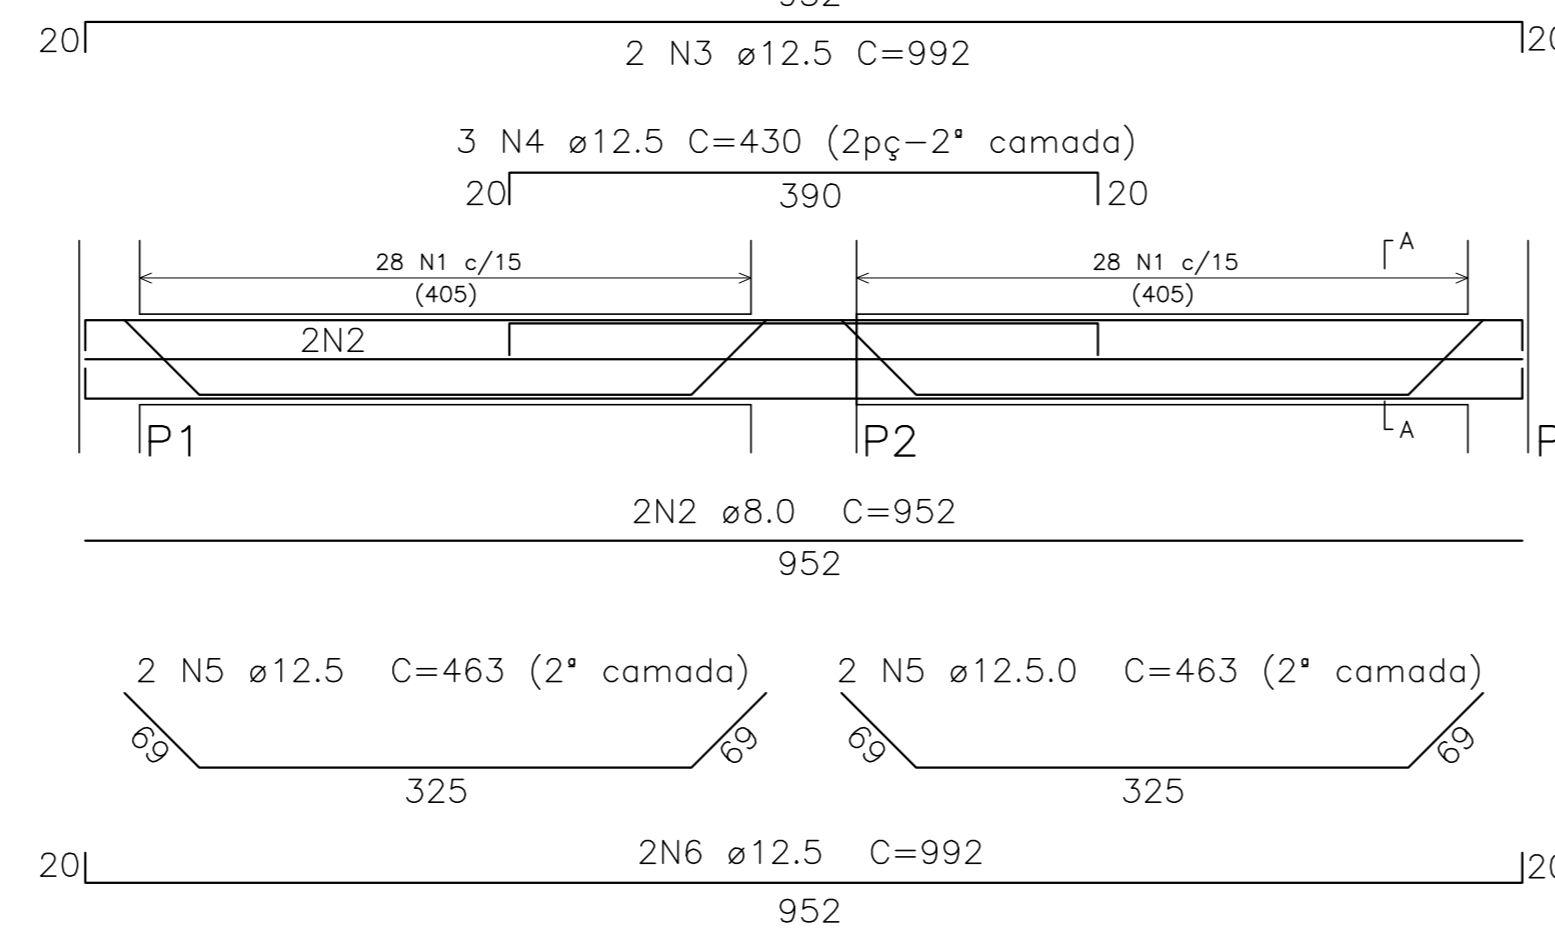 20
2 N3 ø12.5 C=992
3 N4 ø12.5 C=430 (2pç-2ª camada)
20
390
20
28 N1 c/15
(405)
28 N1 c/15
(405)
A
2N2
P1
P2
A
2N2 ø8.0 C=952
952
2 N5 ø12.5 C=463 (2ª camada)
2 N5 ø12.5.0 C=463 (2ª camada)
69
69
69
69
325
325
2N6 ø12.5 C=992
20
952